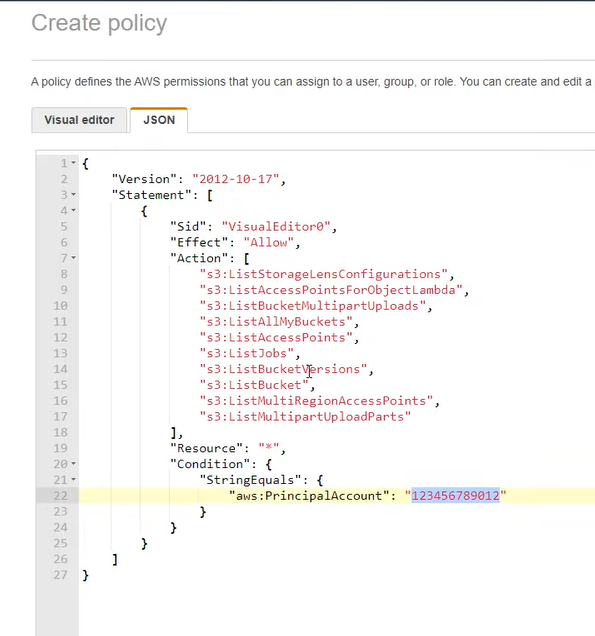 Create policy
A policy defines the AWS permissions that you can assign to a user, group, or role. You can create and edit a
Visual editor
JSON
1 {
2 "Version": "2012-10-17",
3 "Statement": [
4 {
5 "Sid": "VisualEditor0",
6 "Effect": "Allow",
7 "Action": [
8 "s3:ListStorageLensConfigurations",
9 "s3:ListAccessPointsForObjectLambda",
10 "s3:ListBucketMultipartUploads",
11 "s3:ListAllMyBuckets",
12 "s3:ListAccessPoints",
13 "s3:ListJobs",
14 "s3:ListBucketVersions",
15 "s3:ListBucket",
16 "s3:ListMultiRegionAccessPoints",
17 "s3:ListMultipartUploadParts"
18 ],
19 "Resource": "*",
20 "Condition": {
21 "StringEquals": {
22 "aws:PrincipalAccount": "123456789012"
23 }
24 }
25 }
26 ]
27 }